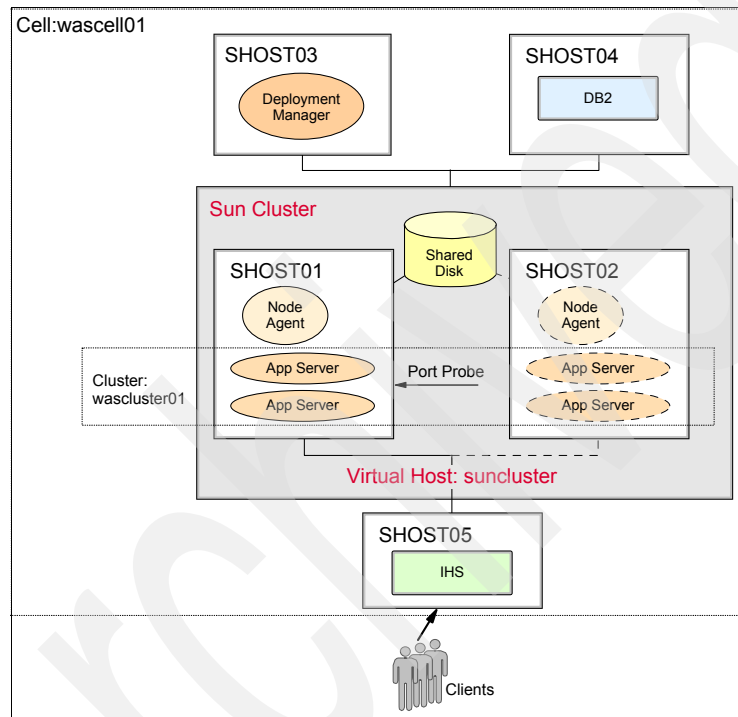 Cell:wascell01
SHOST03
SHOST04
Deployment
Manager
DB2
Sun Cluster
Shared
Disk
SHOST01
SHOST02
Node
Agent
Node
Agent
Cluster:
wascluster01
App Server
Port Probe
App Server
App Server
App Server
Virtual Host: suncluster
SHOST05
IHS
Clients